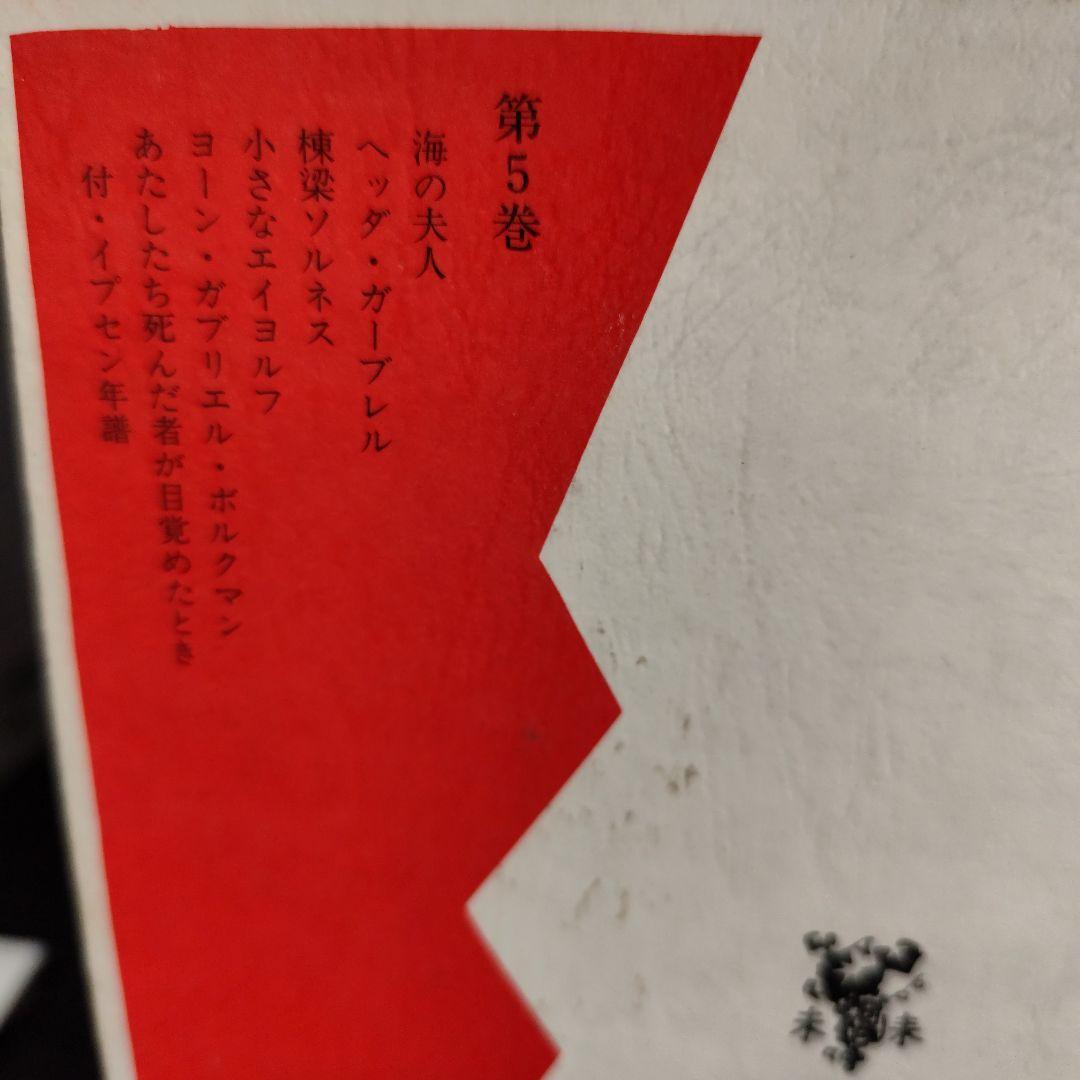 第5巻
海の夫人
ヘッダ・ガーブレル
棟梁ソルネス
小さなエイヨルフ
ヨーン・ガブリエル・ボルクマン
あたしたち死んだ者が目覚めたとき
付・イプセン年譜
未 未